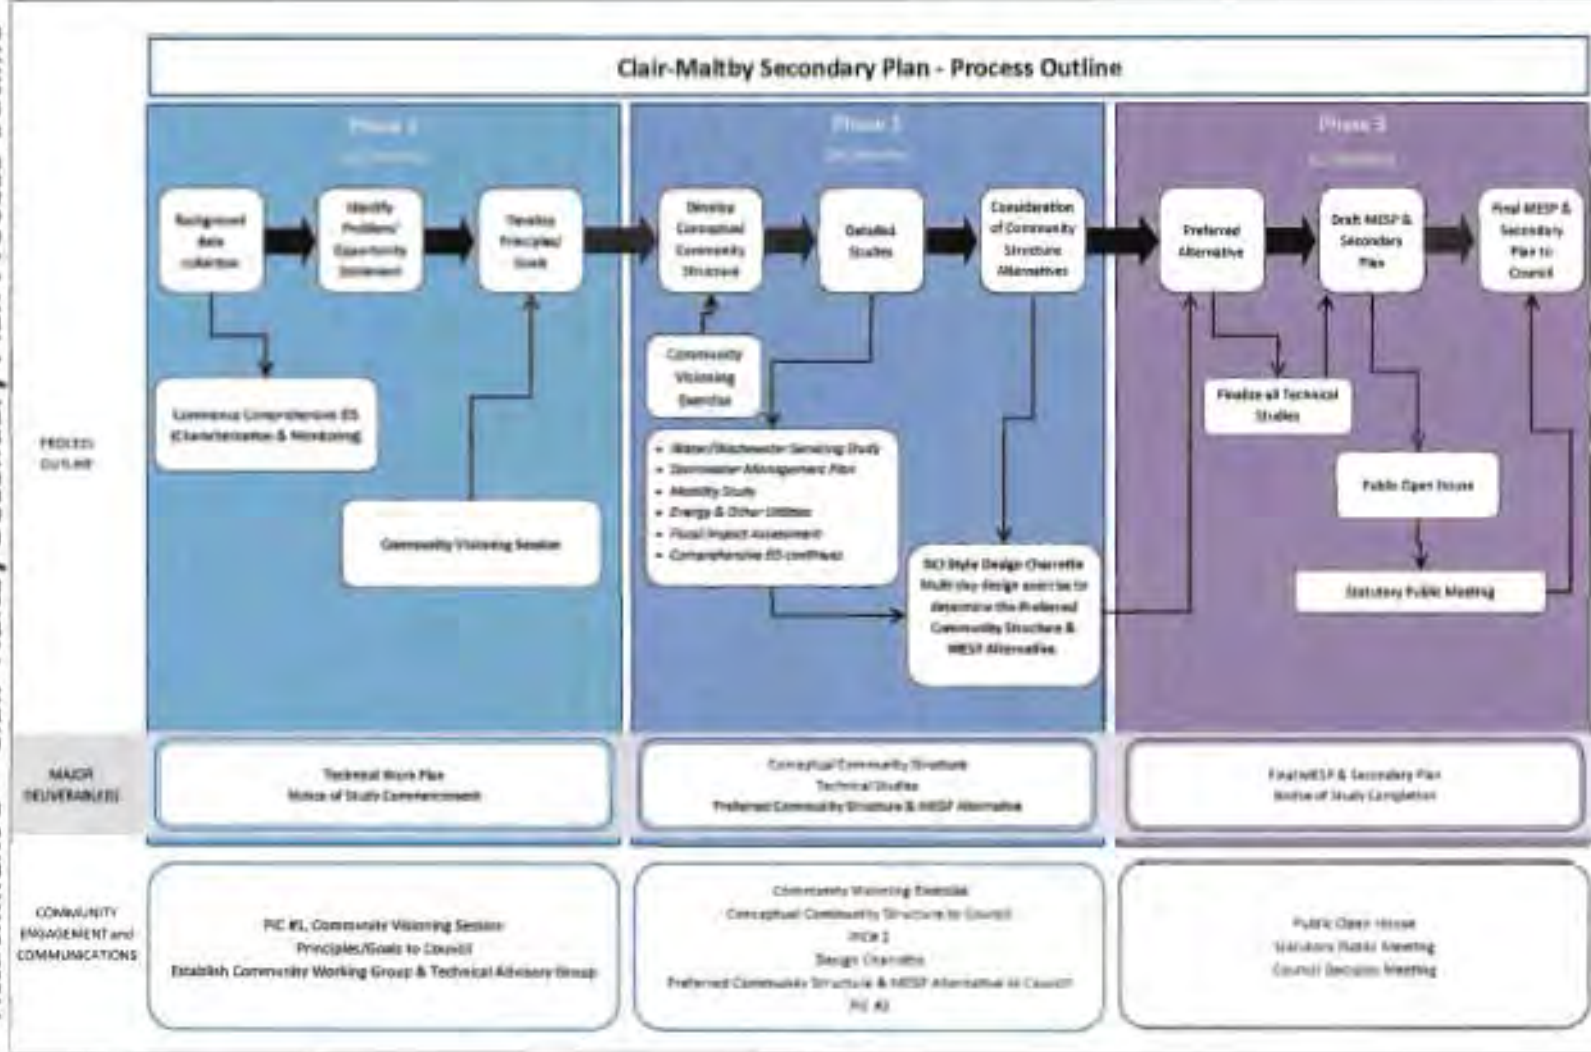 Clair-Maltby Secondary Plan - Process Outline
Phase 1
Phase 2
Phase 3
Background
data
collection
Identify
Problem/
Opportunity
Statement
Develop
Principles/
Goals
Develop
Conceptual
Community
Structure
Detailed
Studies
Consideration
of Community
Structure
Alternatives
Preferred
Alternative
Draft MESP &
Secondary
Plan
Final MESP &
Secondary
Plan to
Council
Commence Comprehensive EIS
(Characterization & Monitoring)
Community Visioning Session
Community
Visioning
Exercise
• Water/Wastewater Servicing Study
• Stormwater Management Plan
• Mobility Study
• Energy & Other Utilities
• Fiscal Impact Assessment
• Comprehensive EIS continues
Style Design Charrette
Multi day design exercise to
determine the Preferred
Community Structure &
MESP Alternative
Finalize all Technical
Studies
Public Open House
Statutory Public Meeting
PROCESS
OUTLINE
MAJOR
DELIVERABLE(S)
Technical Work Plan
Notice of Study Commencement
Conceptual Community Structure
Technical Studies
Preferred Community Structure & MESP Alternative
Final MESP & Secondary Plan
Notice of Study Completion
COMMUNITY
ENGAGEMENT and
COMMUNICATIONS
PIC #1, Community Visioning Session
Principles/Goals to Council
Establish Community Working Group & Technical Advisory Group
Community Visioning Exercise
Conceptual Community Structure to Council
Design Charrette
Preferred Community Structure & MESP Alternative to Council
Public Open House
Statutory Public Meeting
Council Decision Meeting